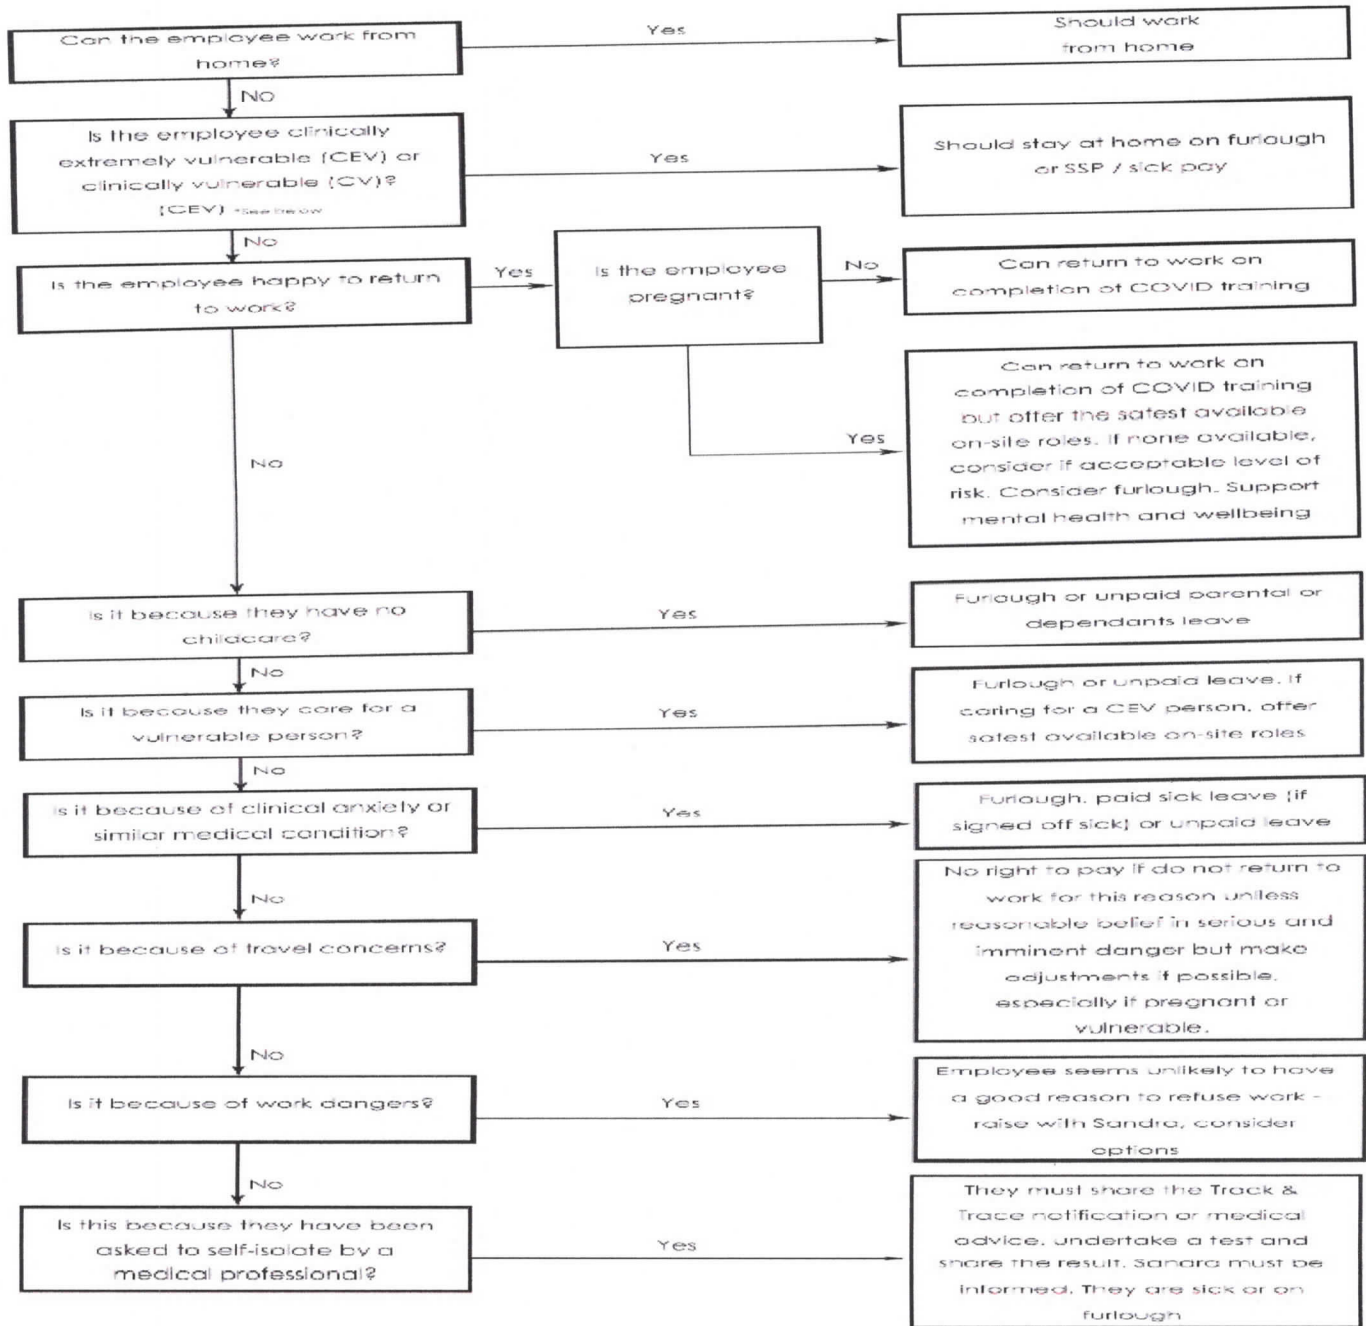 Can the employee work from
home?
Yes
Should work
from home
No
Is the employee clinically
extremely vulnerable (CEV) or
clinically vulnerable (CV)?
(CEV) *See below
Yes
Should stay at home on furlough
or SSP / sick pay
No
Is the employee happy to return
to work?
Yes
Is the employee
pregnant?
No
Can return to work on
completion of COVID training
Yes
Can return to work on
completion of COVID training
but offer the safest available
on-site roles. If none available,
consider if acceptable level of
risk. Consider furlough. Support
mental health and wellbeing
No
Is it because they have no
childcare?
Yes
Furlough or unpaid parental or
dependants leave
No
Is it because they care for a
vulnerable person?
Yes
Furlough or unpaid leave. If
caring for a CEV person, offer
safest available on-site roles
No
Is it because of clinical anxiety or
similar medical condition?
Yes
Furlough, paid sick leave (if
signed off sick) or unpaid leave
No
Is it because of travel concerns?
Yes
No right to pay if do not return to
work for this reason unless
reasonable belief in serious and
imminent danger but make
adjustments if possible,
especially if pregnant or
vulnerable.
No
Is it because of work dangers?
Yes
Employee seems unlikely to have
a good reason to refuse work -
raise with Sandra, consider
options
No
Is this because they have been
asked to self-isolate by a
medical professional?
Yes
They must share the Track &
Trace notification or medical
advice, undertake a test and
share the result. Sandra must be
informed. They are sick or on
furlough